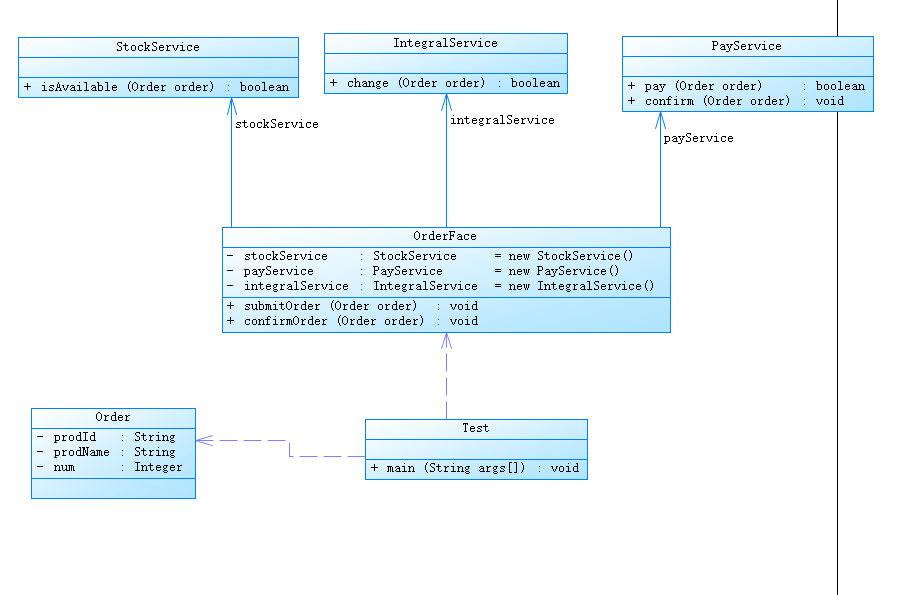 StockService
+ isAvailable (Order order) : boolean
IntegralService
+ change (Order order) : boolean
PayService
+ pay (Order order) : boolean
+ confirm (Order order) : void
stockService
integralService
payService
OrderFace
- stockService : StockService = new StockService()
- payService : PayService = new PayService()
- integralService : IntegralService = new IntegralService()
+ submitOrder (Order order) : void
+ confirmOrder (Order order) : void
Order
- prodId : String
- prodName : String
- num : Integer
Test
+ main (String args[]) : void